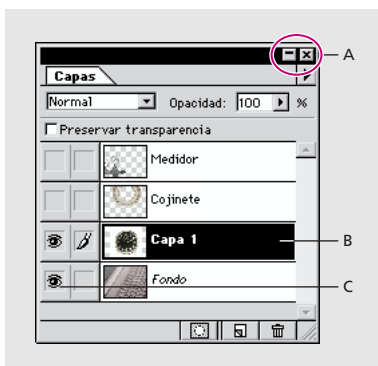 A
Capas
Normal Opacidad: 100 %
Preservar transparencia
Medidor
Cojinete
Capa 1 B
Fondo C